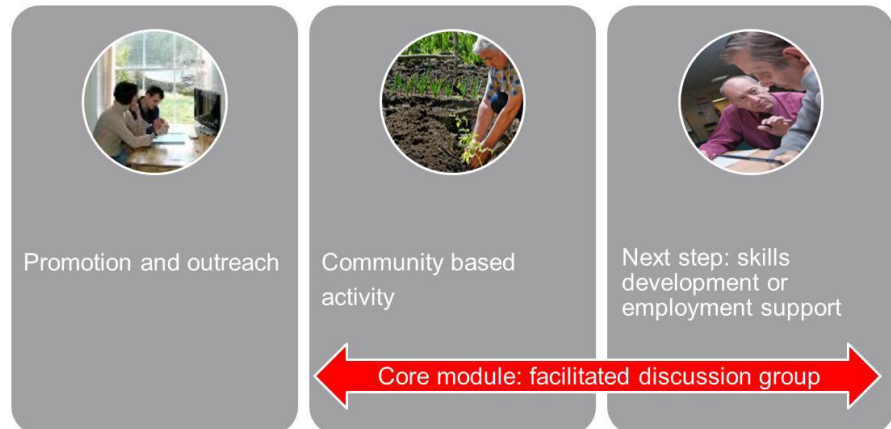 Promotion and outreach
Community based
activity
Next step: skills
development or
employment support
Core module: facilitated discussion group